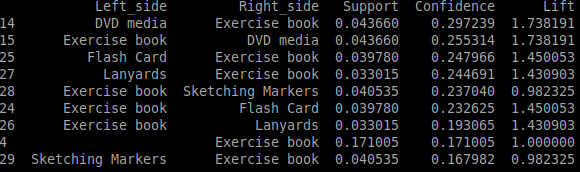 Left_side Right_side Support Confidence Lift
14 DVD media Exercise book 0.043660 0.297239 1.738191
15 Exercise book DVD media 0.043660 0.255314 1.738191
25 Flash Card Exercise book 0.039780 0.247966 1.450053
27 Lanyards Exercise book 0.033015 0.244691 1.430903
28 Exercise book Sketching Markers 0.040535 0.237040 0.982325
24 Exercise book Flash Card 0.039780 0.232625 1.450053
26 Exercise book Lanyards 0.033015 0.193065 1.430903
4 Exercise book 0.171005 0.171005 1.000000
29 Sketching Markers Exercise book 0.040535 0.167982 0.982325